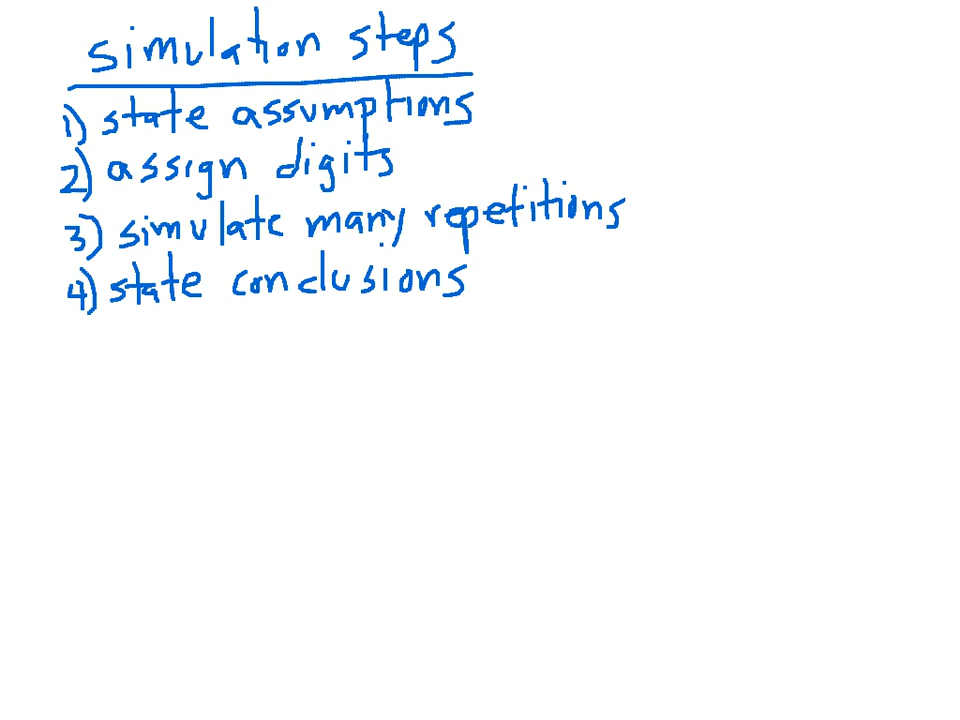 simulation steps
1) state assumptions
2) assign digits
3) simulate many repetitions
4) state conclusions